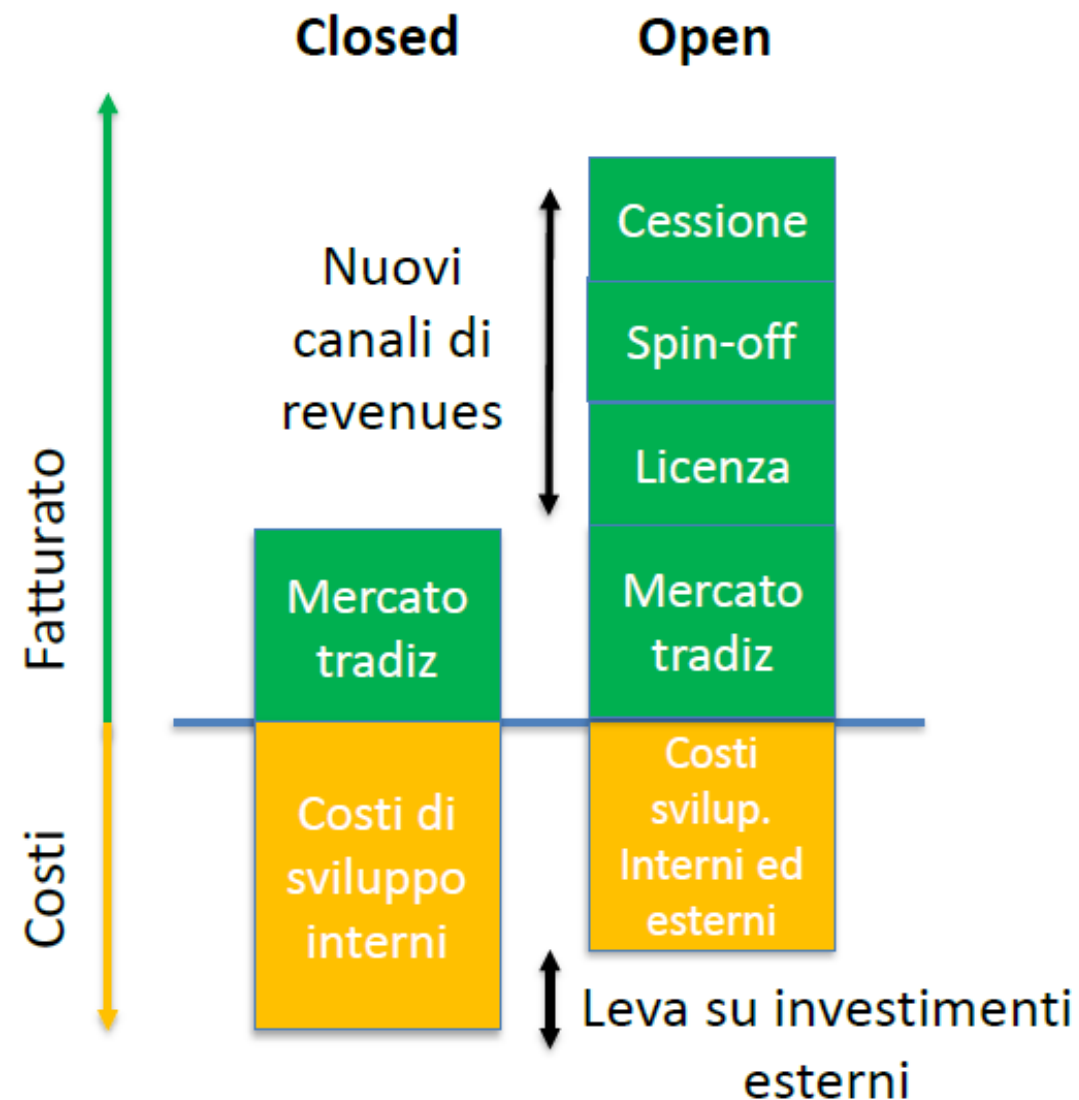 Closed
Open
Fatturato
Costi
Nuovi
canali di
revenues
Cessione
Spin-off
Licenza
Mercato
tradiz
Mercato
tradiz
Costi di
sviluppo
interni
Costi
svilup.
Interni ed
esterni
Leva su investimenti
esterni